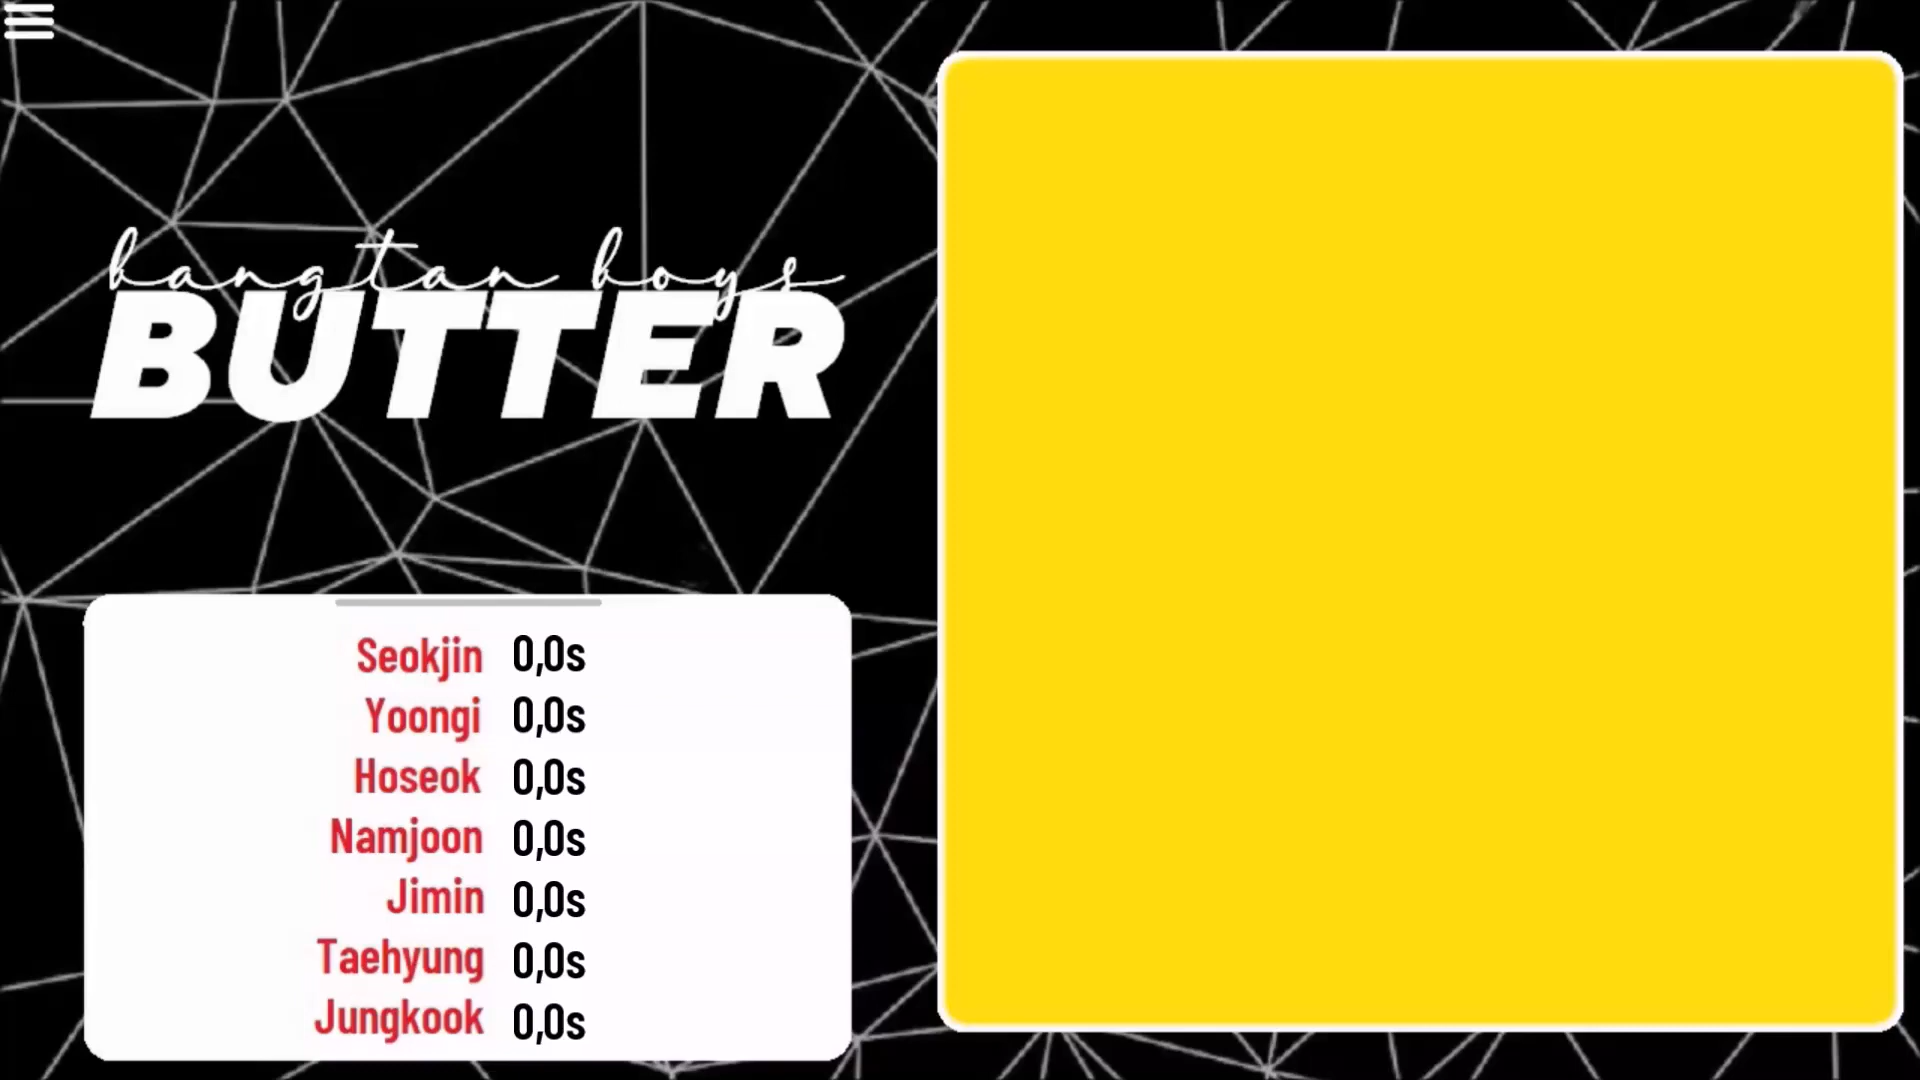 bangtan boys
BUTTER
Seokjin 0,0s
Yoongi 0,0s
Hoseok 0,0s
Namjoon 0,0s
Jimin 0,0s
Taehyung 0,0s
Jungkook 0,0s